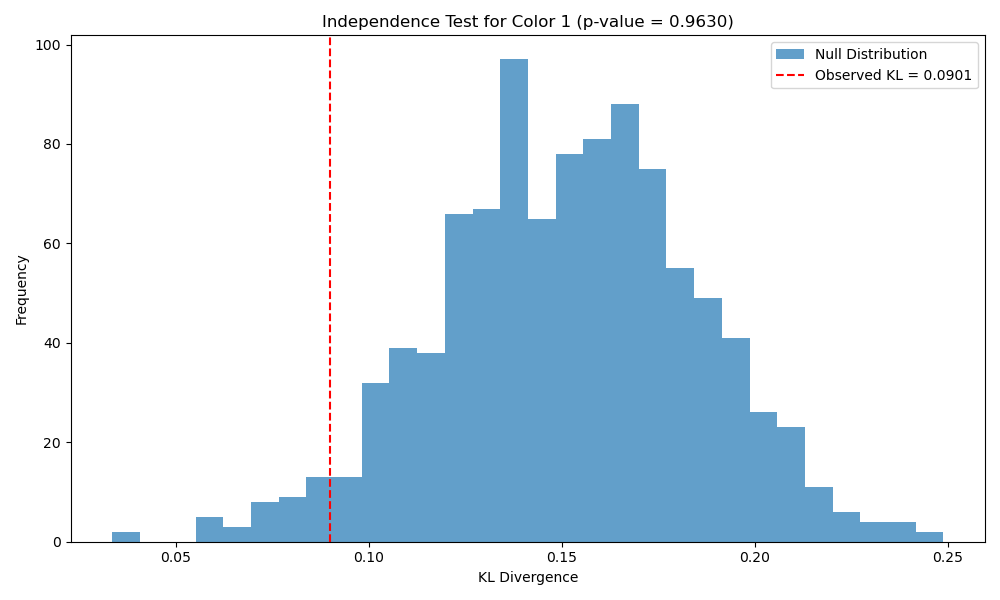 Independence Test for Color 1 (p-value = 0.9630)
Null Distribution
Observed KL = 0.0901
Frequency
100
80
60
40
20
0
0.05 0.10 0.15 0.20 0.25
KL Divergence